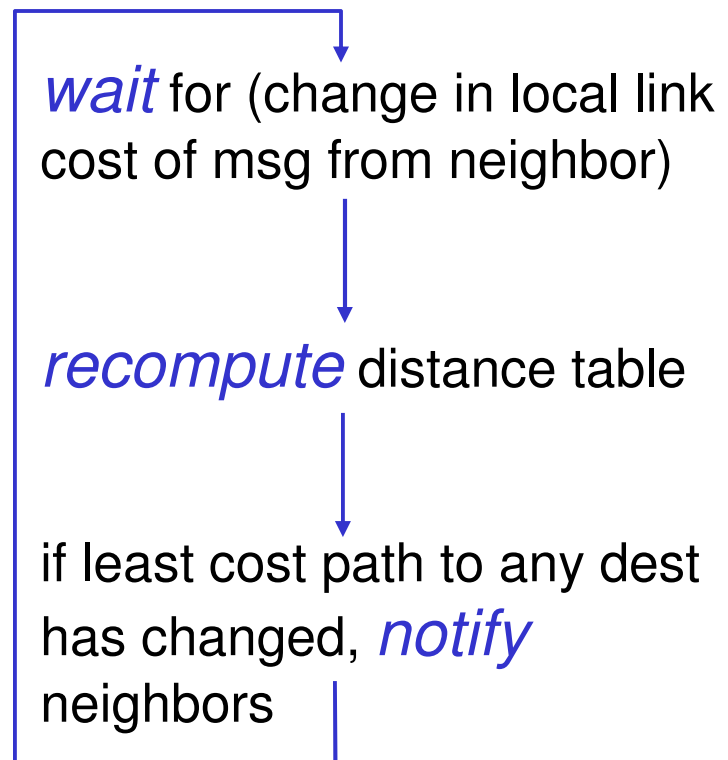 wait for (change in local link
cost of msg from neighbor)
recompute distance table
if least cost path to any dest
has changed, notify
neighbors